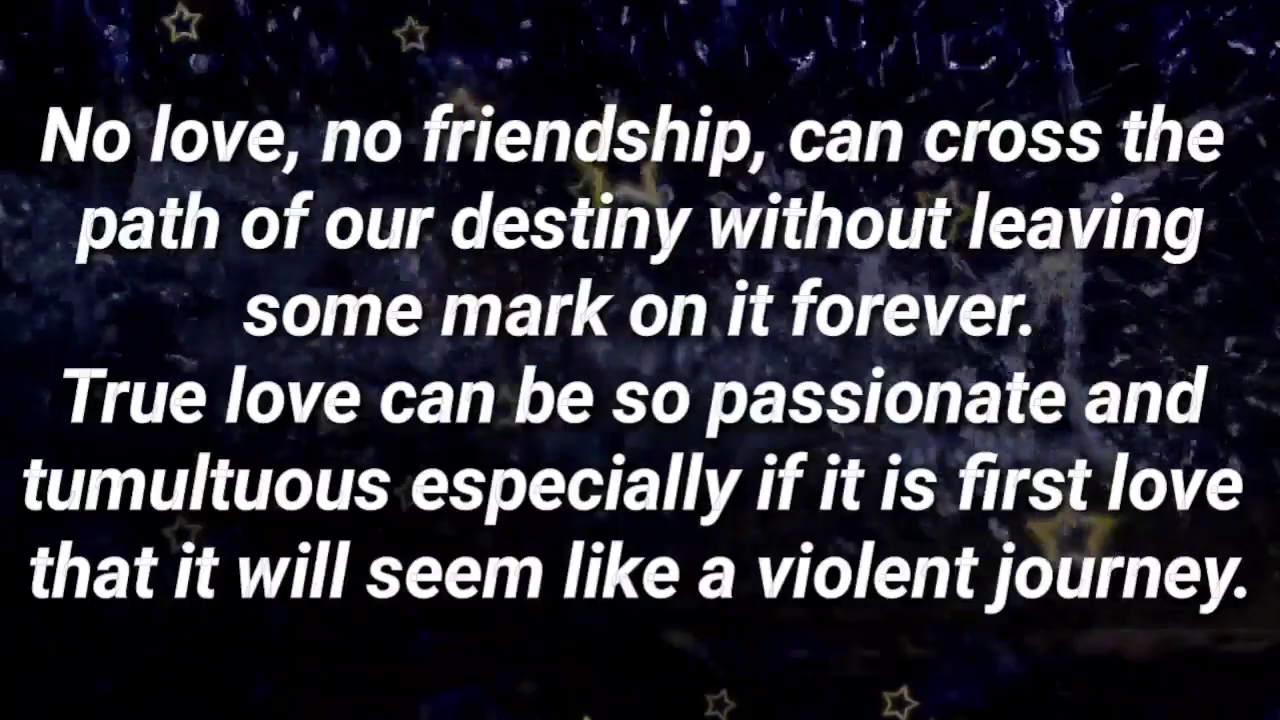 No love, no friendship, can cross the
path of our destiny without leaving
some mark on it forever.
True love can be so passionate and
tumultuous especially if it is first love
that it will seem like a violent journey.